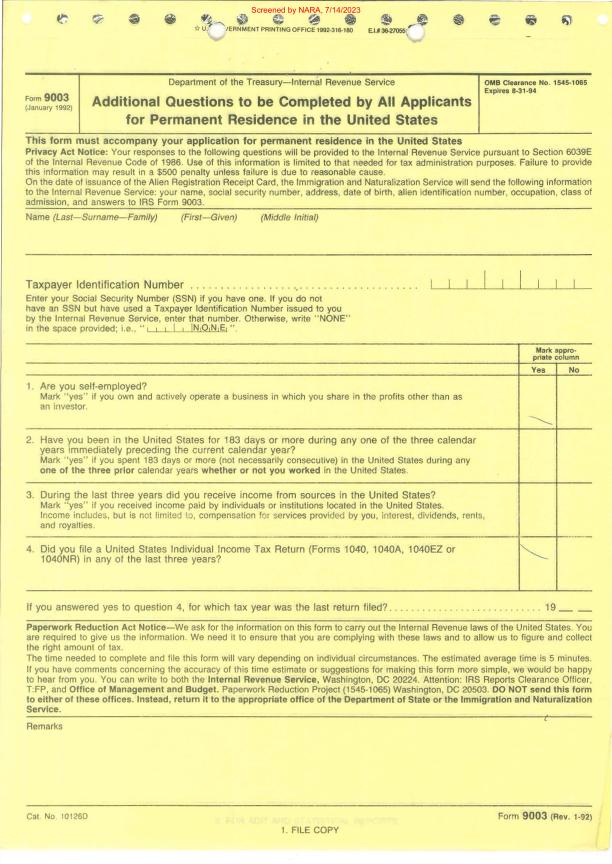 Screened by NARA, 7/14/2023
☆ U. VERNMENT PRINTING OFFICE 1992-316-180 E.I.# 36-27055
Form 9003
(January 1992)
Department of the Treasury—Internal Revenue Service
Additional Questions to be Completed by All Applicants
for Permanent Residence in the United States
OMB Clearance No. 1545-1065
Expires 8-31-94
This form must accompany your application for permanent residence in the United States
Privacy Act Notice: Your responses to the following questions will be provided to the Internal Revenue Service pursuant to Section 6039E
of the Internal Revenue Code of 1986. Use of this information is limited to that needed for tax administration purposes. Failure to provide
this information may result in a $500 penalty unless failure is due to reasonable cause.
On the date of issuance of the Alien Registration Receipt Card, the Immigration and Naturalization Service will send the following information
to the Internal Revenue Service: your name, social security number, address, date of birth, alien identification number, occupation, class of
admission, and answers to IRS Form 9003.
Name (Last—Surname—Family) (First—Given) (Middle Initial)
Taxpayer Identification Number
Enter your Social Security Number (SSN) if you have one. If you do not
have an SSN but have used a Taxpayer Identification Number issued to you
by the Internal Revenue Service, enter that number. Otherwise, write "NONE"
in the space provided; i.e., " N O N E ".
Mark appro-
priate column
Yes No
1. Are you self-employed?
Mark "yes" if you own and actively operate a business in which you share in the profits other than as
an investor.
2. Have you been in the United States for 183 days or more during any one of the three calendar
years immediately preceding the current calendar year?
Mark "yes" if you spent 183 days or more (not necessarily consecutive) in the United States during any
one of the three prior calendar years whether or not you worked in the United States.
3. During the last three years did you receive income from sources in the United States?
Mark "yes" if you received income paid by individuals or institutions located in the United States.
Income includes, but is not limited to, compensation for services provided by you, interest, dividends, rents,
and royalties.
4. Did you file a United States Individual Income Tax Return (Forms 1040, 1040A, 1040EZ or
1040NR) in any of the last three years?
If you answered yes to question 4, for which tax year was the last return filed? 19 __ __
Paperwork Reduction Act Notice—We ask for the information on this form to carry out the Internal Revenue laws of the United States. You
are required to give us the information. We need it to ensure that you are complying with these laws and to allow us to figure and collect
the right amount of tax.
The time needed to complete and file this form will vary depending on individual circumstances. The estimated average time is 5 minutes.
If you have comments concerning the accuracy of this time estimate or suggestions for making this form more simple, we would be happy
to hear from you. You can write to both the Internal Revenue Service, Washington, DC 20224. Attention: IRS Reports Clearance Officer,
T:FP, and Office of Management and Budget. Paperwork Reduction Project (1545-1065) Washington, DC 20503. DO NOT send this form
to either of these offices. Instead, return it to the appropriate office of the Department of State or the Immigration and Naturalization
Service.
Remarks
Cat. No. 10126D
Form 9003 (Rev. 1-92)
1. FILE COPY